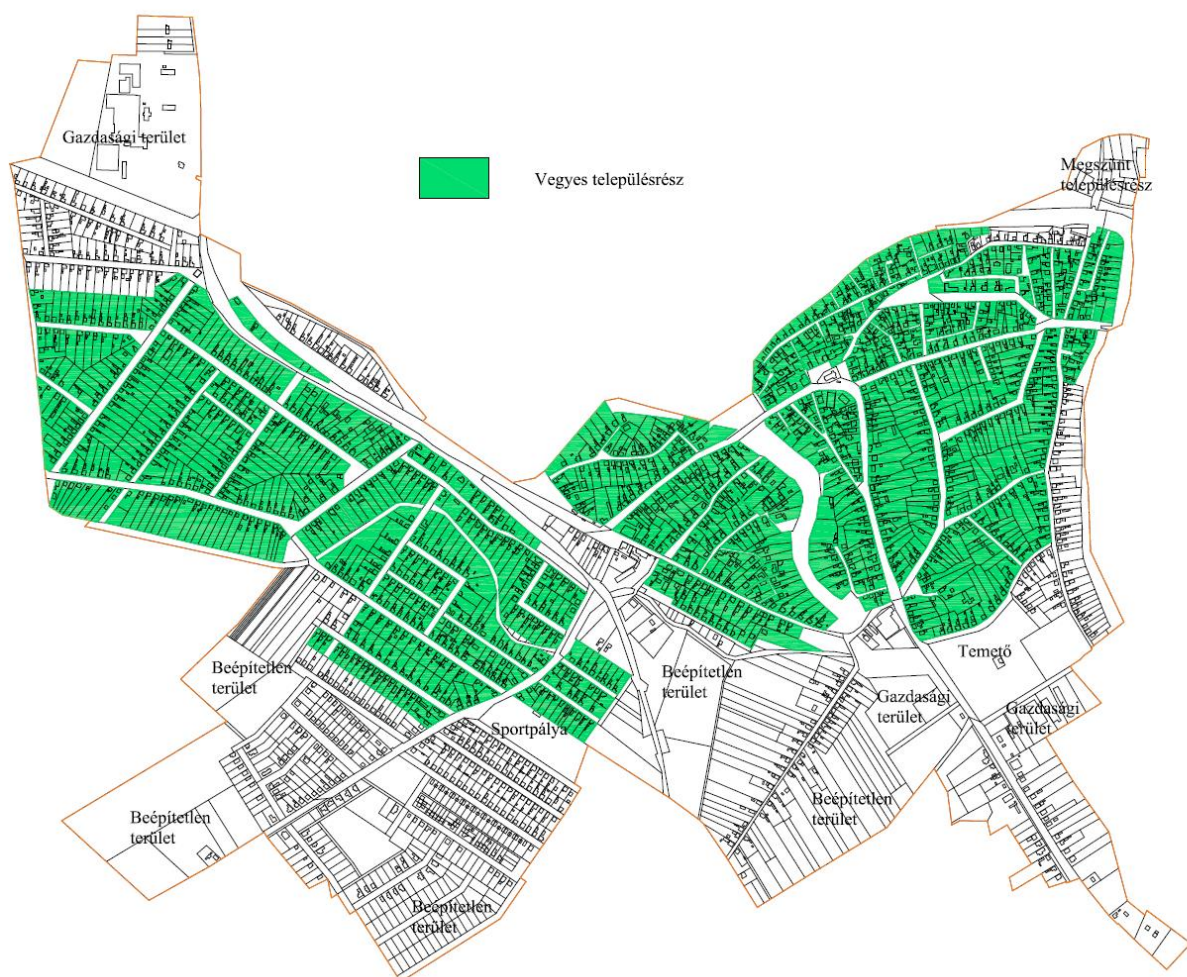 Gazdasági terület
Vegyes településrész
Megszűnt
településrész
Beépítetlen
terület
Sportpálya
Beépítetlen
terület
Temető
Gazdasági
terület
Gazdasági
terület
Beépítetlen
terület
Beépítetlen
terület
Beépítetlen
terület